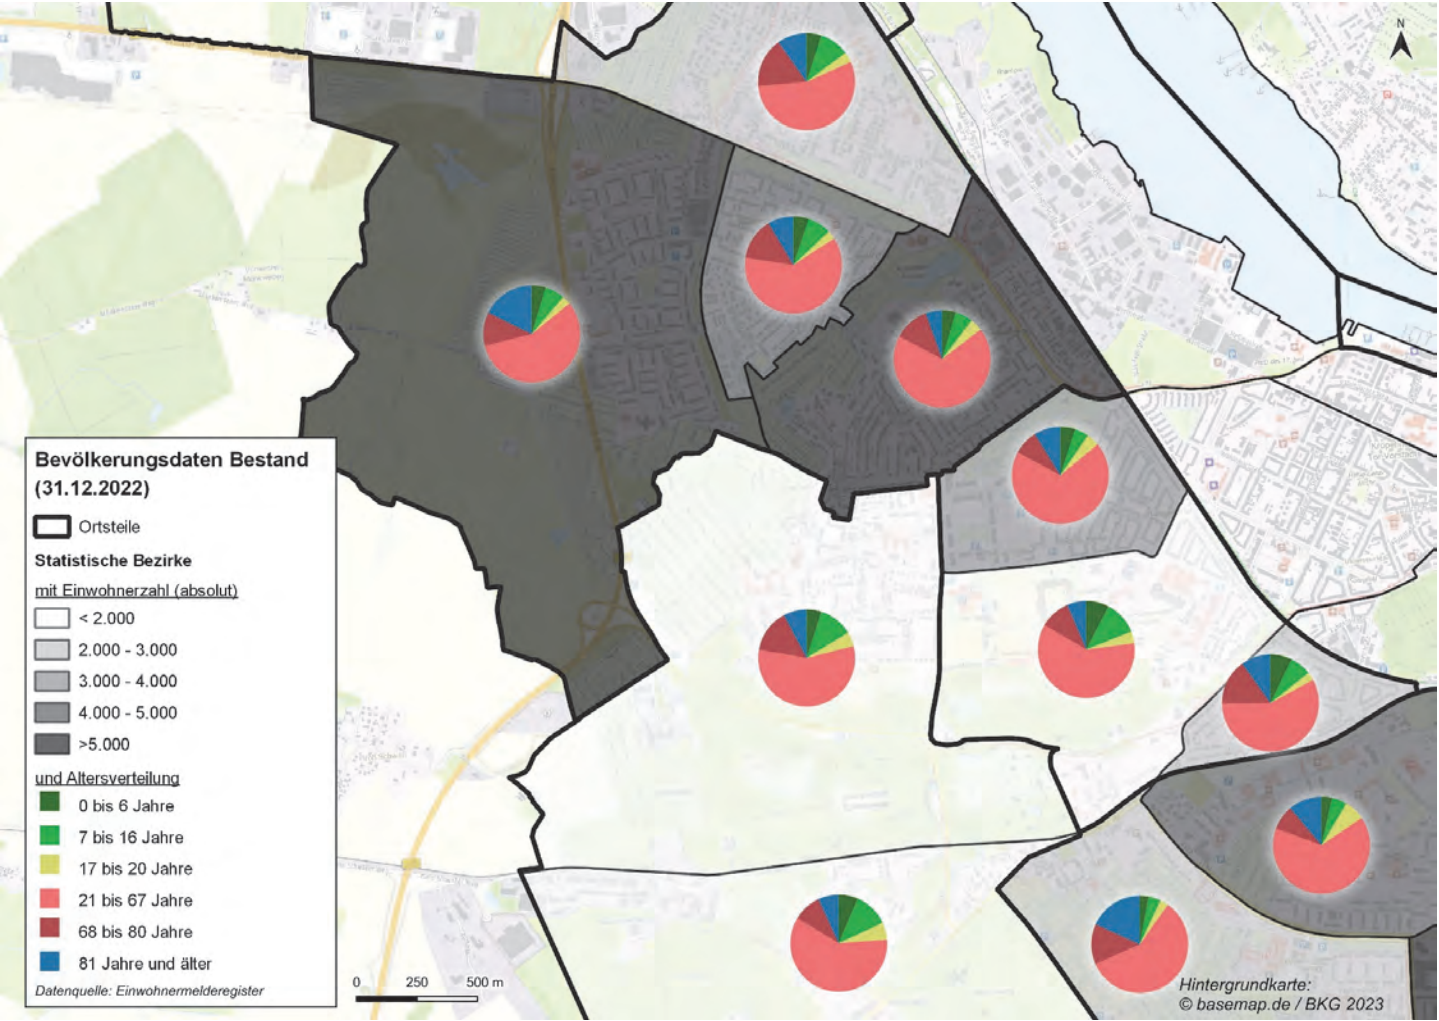 N
Bevölkerungsdaten Bestand
(31.12.2022)
Ortsteile
Statistische Bezirke
mit Einwohnerzahl (absolut)
< 2.000
2.000 - 3.000
3.000 - 4.000
4.000 - 5.000
>5.000
und Altersverteilung
0 bis 6 Jahre
7 bis 16 Jahre
17 bis 20 Jahre
21 bis 67 Jahre
68 bis 80 Jahre
81 Jahre und älter
Datenquelle: Einwohnermelderegister
0 250 500 m
Hintergrundkarte:
© basemap.de / BKG 2023